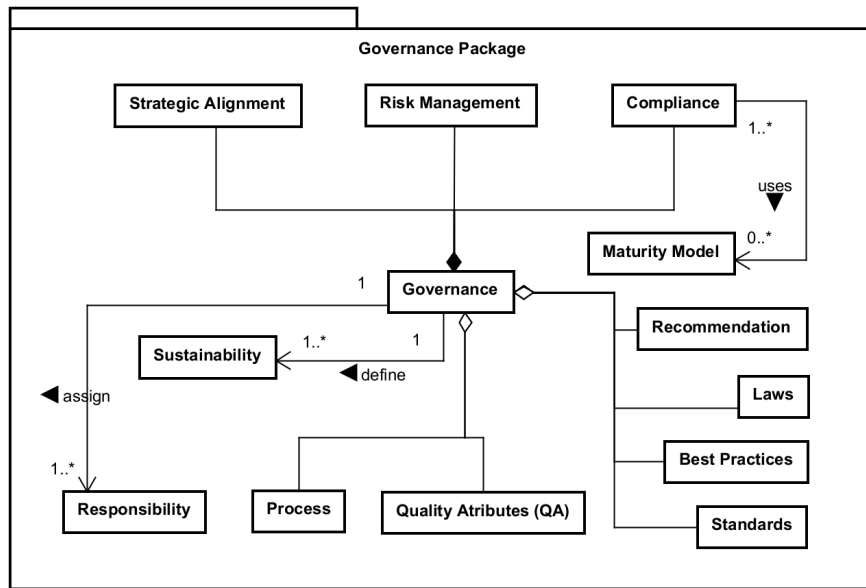 Governance Package
Strategic Alignment
Risk Management
Compliance
1..*
uses
0..*
Maturity Model
1
Governance
Recommendation
1..*
1
Sustainability
define
assign
Laws
Best Practices
1..*
Responsibility
Process
Quality Atributes (QA)
Standards